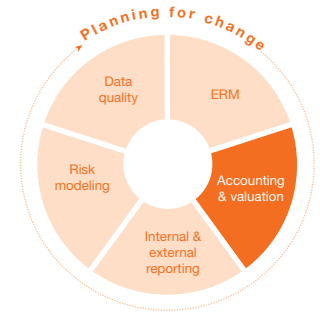 Planning for change
Data
quality
ERM
Risk
modeling
Accounting
& valuation
Internal &
external
reporting